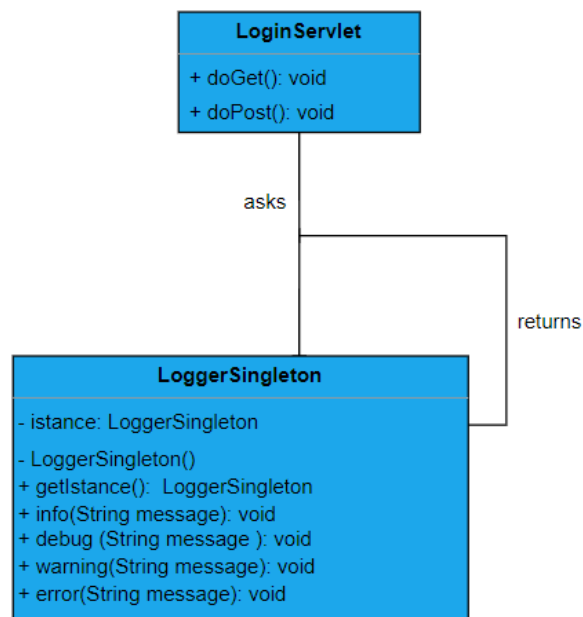 LoginServlet
+ doGet(): void
+ doPost(): void
asks
returns
LoggerSingleton
- istance: LoggerSingleton
- LoggerSingleton()
+ getIstance(): LoggerSingleton
+ info(String message): void
+ debug (String message ): void
+ warning(String message): void
+ error(String message): void